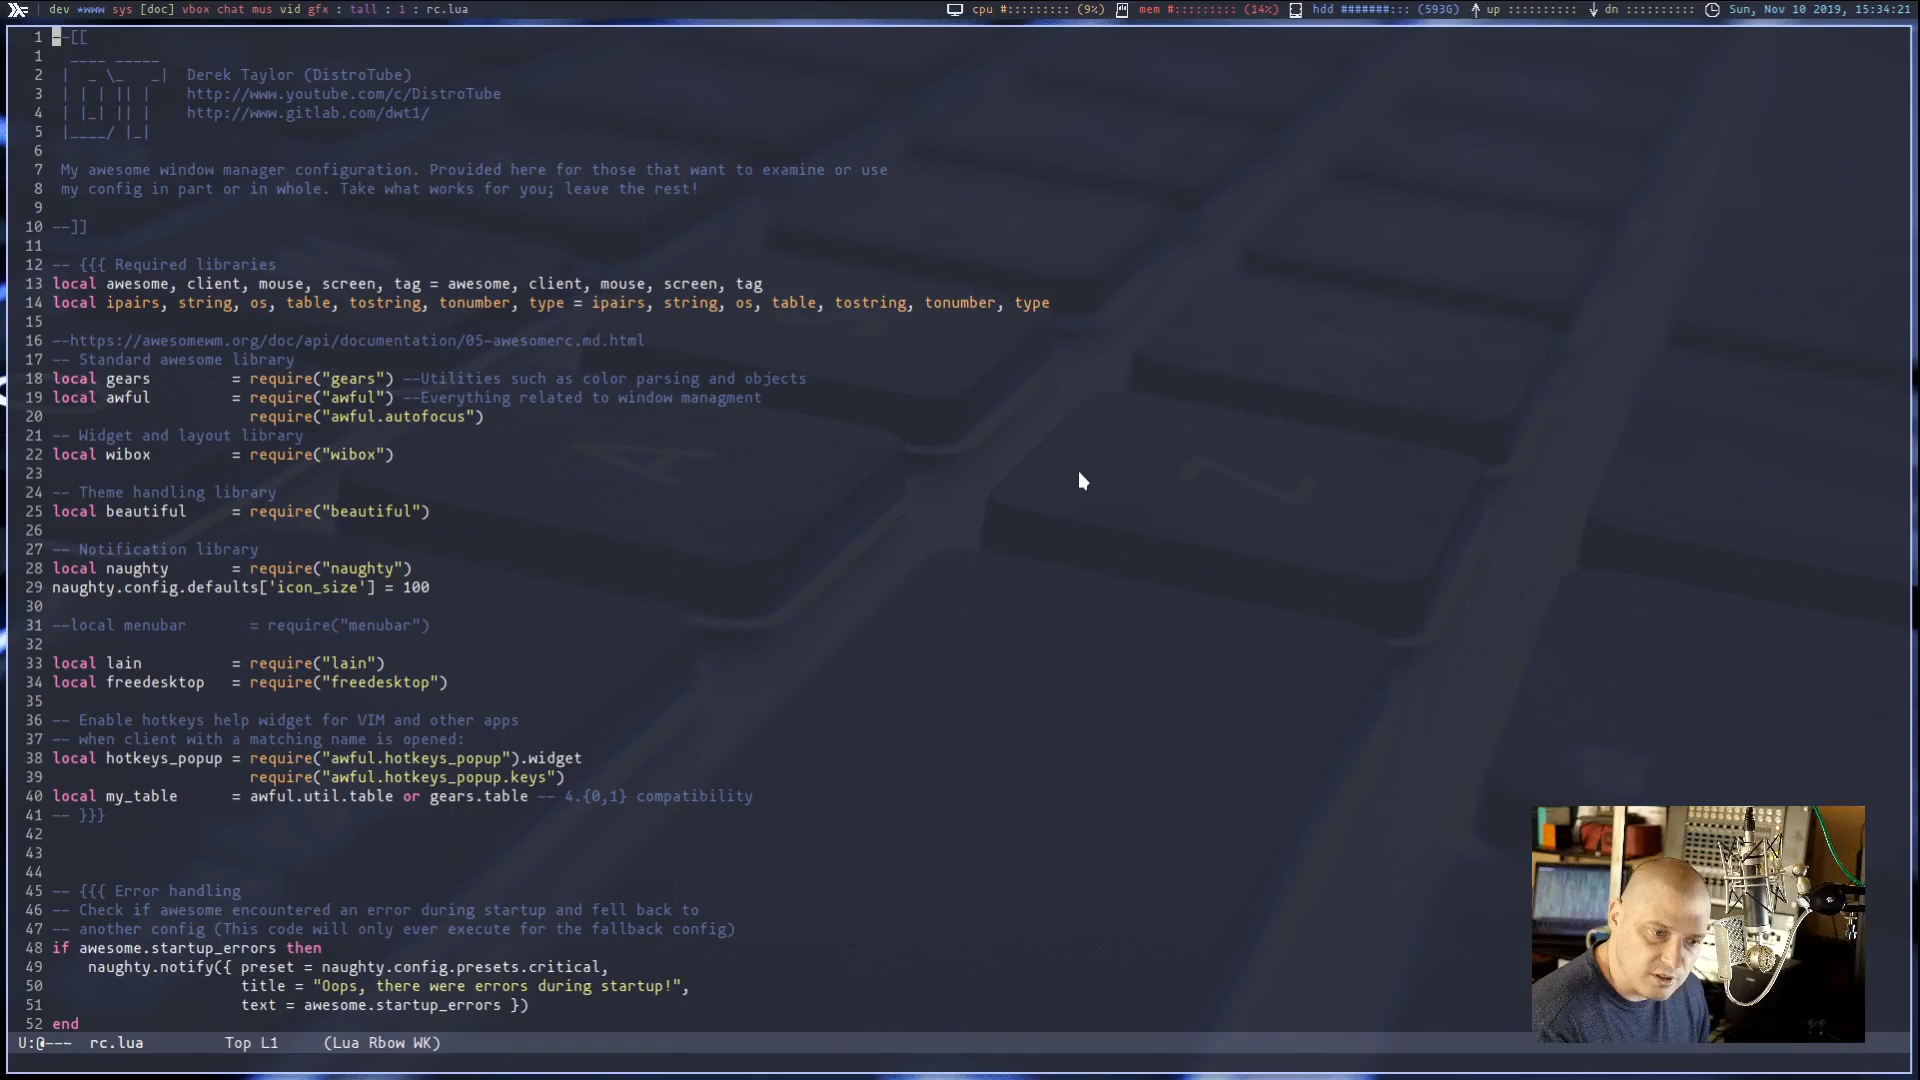 dev *www sys [doc] vbox chat mus vid gfx : tall : 1 : rc.lua
cpu #::::::::: (9%) mem #::::::::: (14%) hdd #######::: (593G) up :::::::::: dn :::::::::: Sun, Nov 10 2019, 15:34:21
1 --[[
1 ____ _____
2 | _ \_ _| Derek Taylor (DistroTube)
3 | | | || | http://www.youtube.com/c/DistroTube
4 | |_| || | http://www.gitlab.com/dwt1/
5 |____/ |_|
6
7 My awesome window manager configuration. Provided here for those that want to examine or use
8 my config in part or in whole. Take what works for you; leave the rest!
9
10 --]]
11
12 -- {{{ Required libraries
13 local awesome, client, mouse, screen, tag = awesome, client, mouse, screen, tag
14 local ipairs, string, os, table, tostring, tonumber, type = ipairs, string, os, table, tostring, tonumber, type
15
16 --https://awesomewm.org/doc/api/documentation/05-awesomerc.md.html
17 -- Standard awesome library
18 local gears = require("gears") --Utilities such as color parsing and objects
19 local awful = require("awful") --Everything related to window managment
20 require("awful.autofocus")
21 -- Widget and layout library
22 local wibox = require("wibox")
23
24 -- Theme handling library
25 local beautiful = require("beautiful")
26
27 -- Notification library
28 local naughty = require("naughty")
29 naughty.config.defaults['icon_size'] = 100
30
31 --local menubar = require("menubar")
32
33 local lain = require("lain")
34 local freedesktop = require("freedesktop")
35
36 -- Enable hotkeys help widget for VIM and other apps
37 -- when client with a matching name is opened:
38 local hotkeys_popup = require("awful.hotkeys_popup").widget
39 require("awful.hotkeys_popup.keys")
40 local my_table = awful.util.table or gears.table -- 4.{0,1} compatibility
41 -- }}}
42
43
44
45 -- {{{ Error handling
46 -- Check if awesome encountered an error during startup and fell back to
47 -- another config (This code will only ever execute for the fallback config)
48 if awesome.startup_errors then
49 naughty.notify({ preset = naughty.config.presets.critical,
50 title = "Oops, there were errors during startup!",
51 text = awesome.startup_errors })
52 end
U:@--- rc.lua Top L1 (Lua Rbow WK)